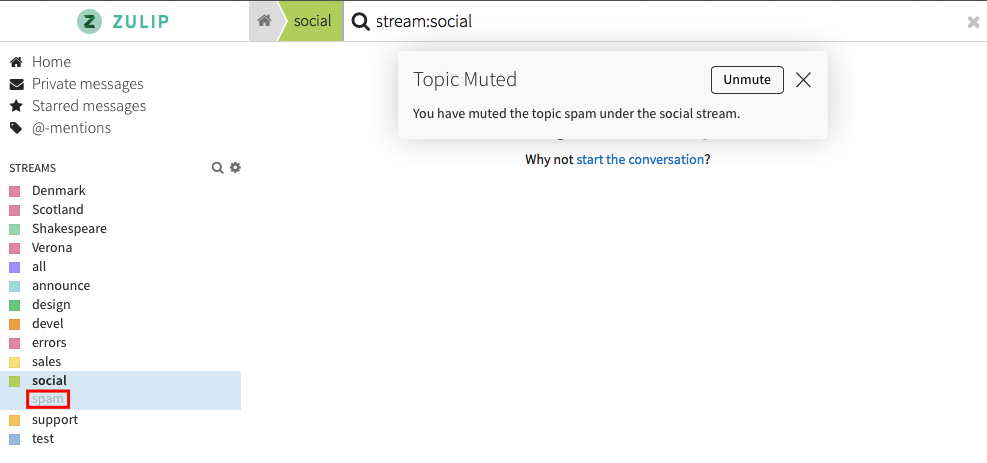 ZULIP
social
stream:social
Home
Private messages
Starred messages
@-mentions
Topic Muted
Unmute
You have muted the topic spam under the social stream.
Why not start the conversation?
STREAMS
Denmark
Scotland
Shakespeare
Verona
all
announce
design
devel
errors
sales
social
spam
support
test